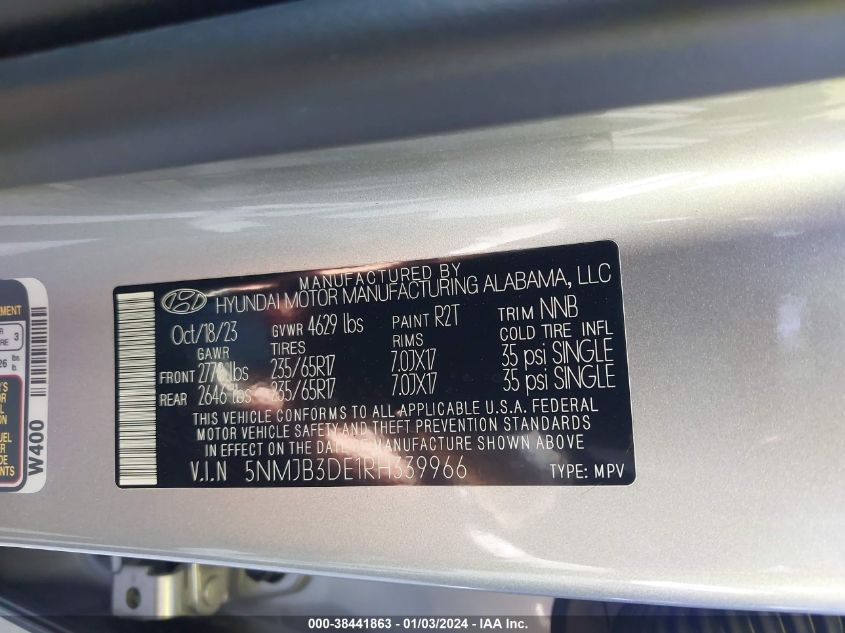 MANUFACTURED BY
HYUNDAI MOTOR MANUFACTURING ALABAMA, LLC
Oct/18/23 GVWR 4629 lbs PAINT R2T TRIM NNB
GAWR TIRES RIMS COLD TIRE INFL
FRONT lbs 235/65R17 7.0JX17 35 psi SINGLE
REAR 2646 lbs 235/65R17 7.0JX17 35 psi SINGLE
THIS VEHICLE CONFORMS TO ALL APPLICABLE U.S.A. FEDERAL
MOTOR VEHICLE SAFETY AND THEFT PREVENTION STANDARDS
IN EFFECT ON THE DATE OF MANUFACTURE SHOWN ABOVE
V.I.N 5NMJB3DE1RH339966 TYPE: MPV
W400
000-38441863 - 01/03/2024 - IAA Inc.